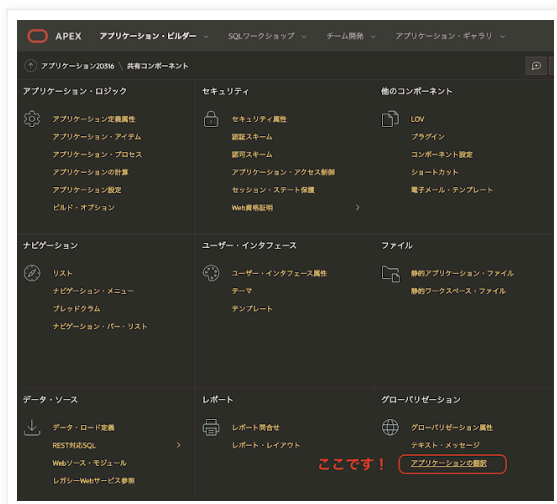 APEX アプリケーション・ビルダー SQLワークショップ チーム開発 アプリケーション・ギャラリ
アプリケーション20316 \ 共有コンポーネント
アプリケーション・ロジック
アプリケーション定義属性
アプリケーション・アイテム
アプリケーション・プロセス
アプリケーションの計算
アプリケーション設定
ビルド・オプション
セキュリティ
セキュリティ属性
認証スキーム
認可スキーム
アプリケーション・アクセス制御
セッション・ステート保護
Web資格証明
他のコンポーネント
LOV
プラグイン
コンポーネント設定
ショートカット
電子メール・テンプレート
ナビゲーション
リスト
ナビゲーション・メニュー
ブレッドクラム
ナビゲーション・バー・リスト
ユーザー・インタフェース
ユーザー・インタフェース属性
テーマ
テンプレート
ファイル
静的アプリケーション・ファイル
静的ワークスペース・ファイル
データ・ソース
データ・ロード定義
REST対応SQL
Webソース・モジュール
レガシーWebサービス参照
レポート
レポート問合せ
レポート・レイアウト
グローバリゼーション
グローバリゼーション属性
テキスト・メッセージ
ここです！ アプリケーションの翻訳